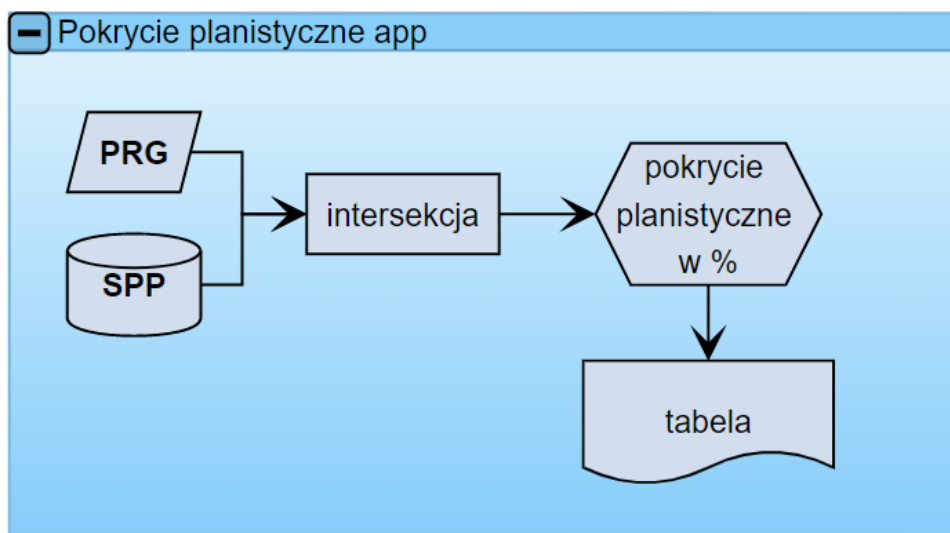 Pokrycie planistyczne app
PRG
SPP
intersekcja
pokrycie
planistyczne
w %
tabela